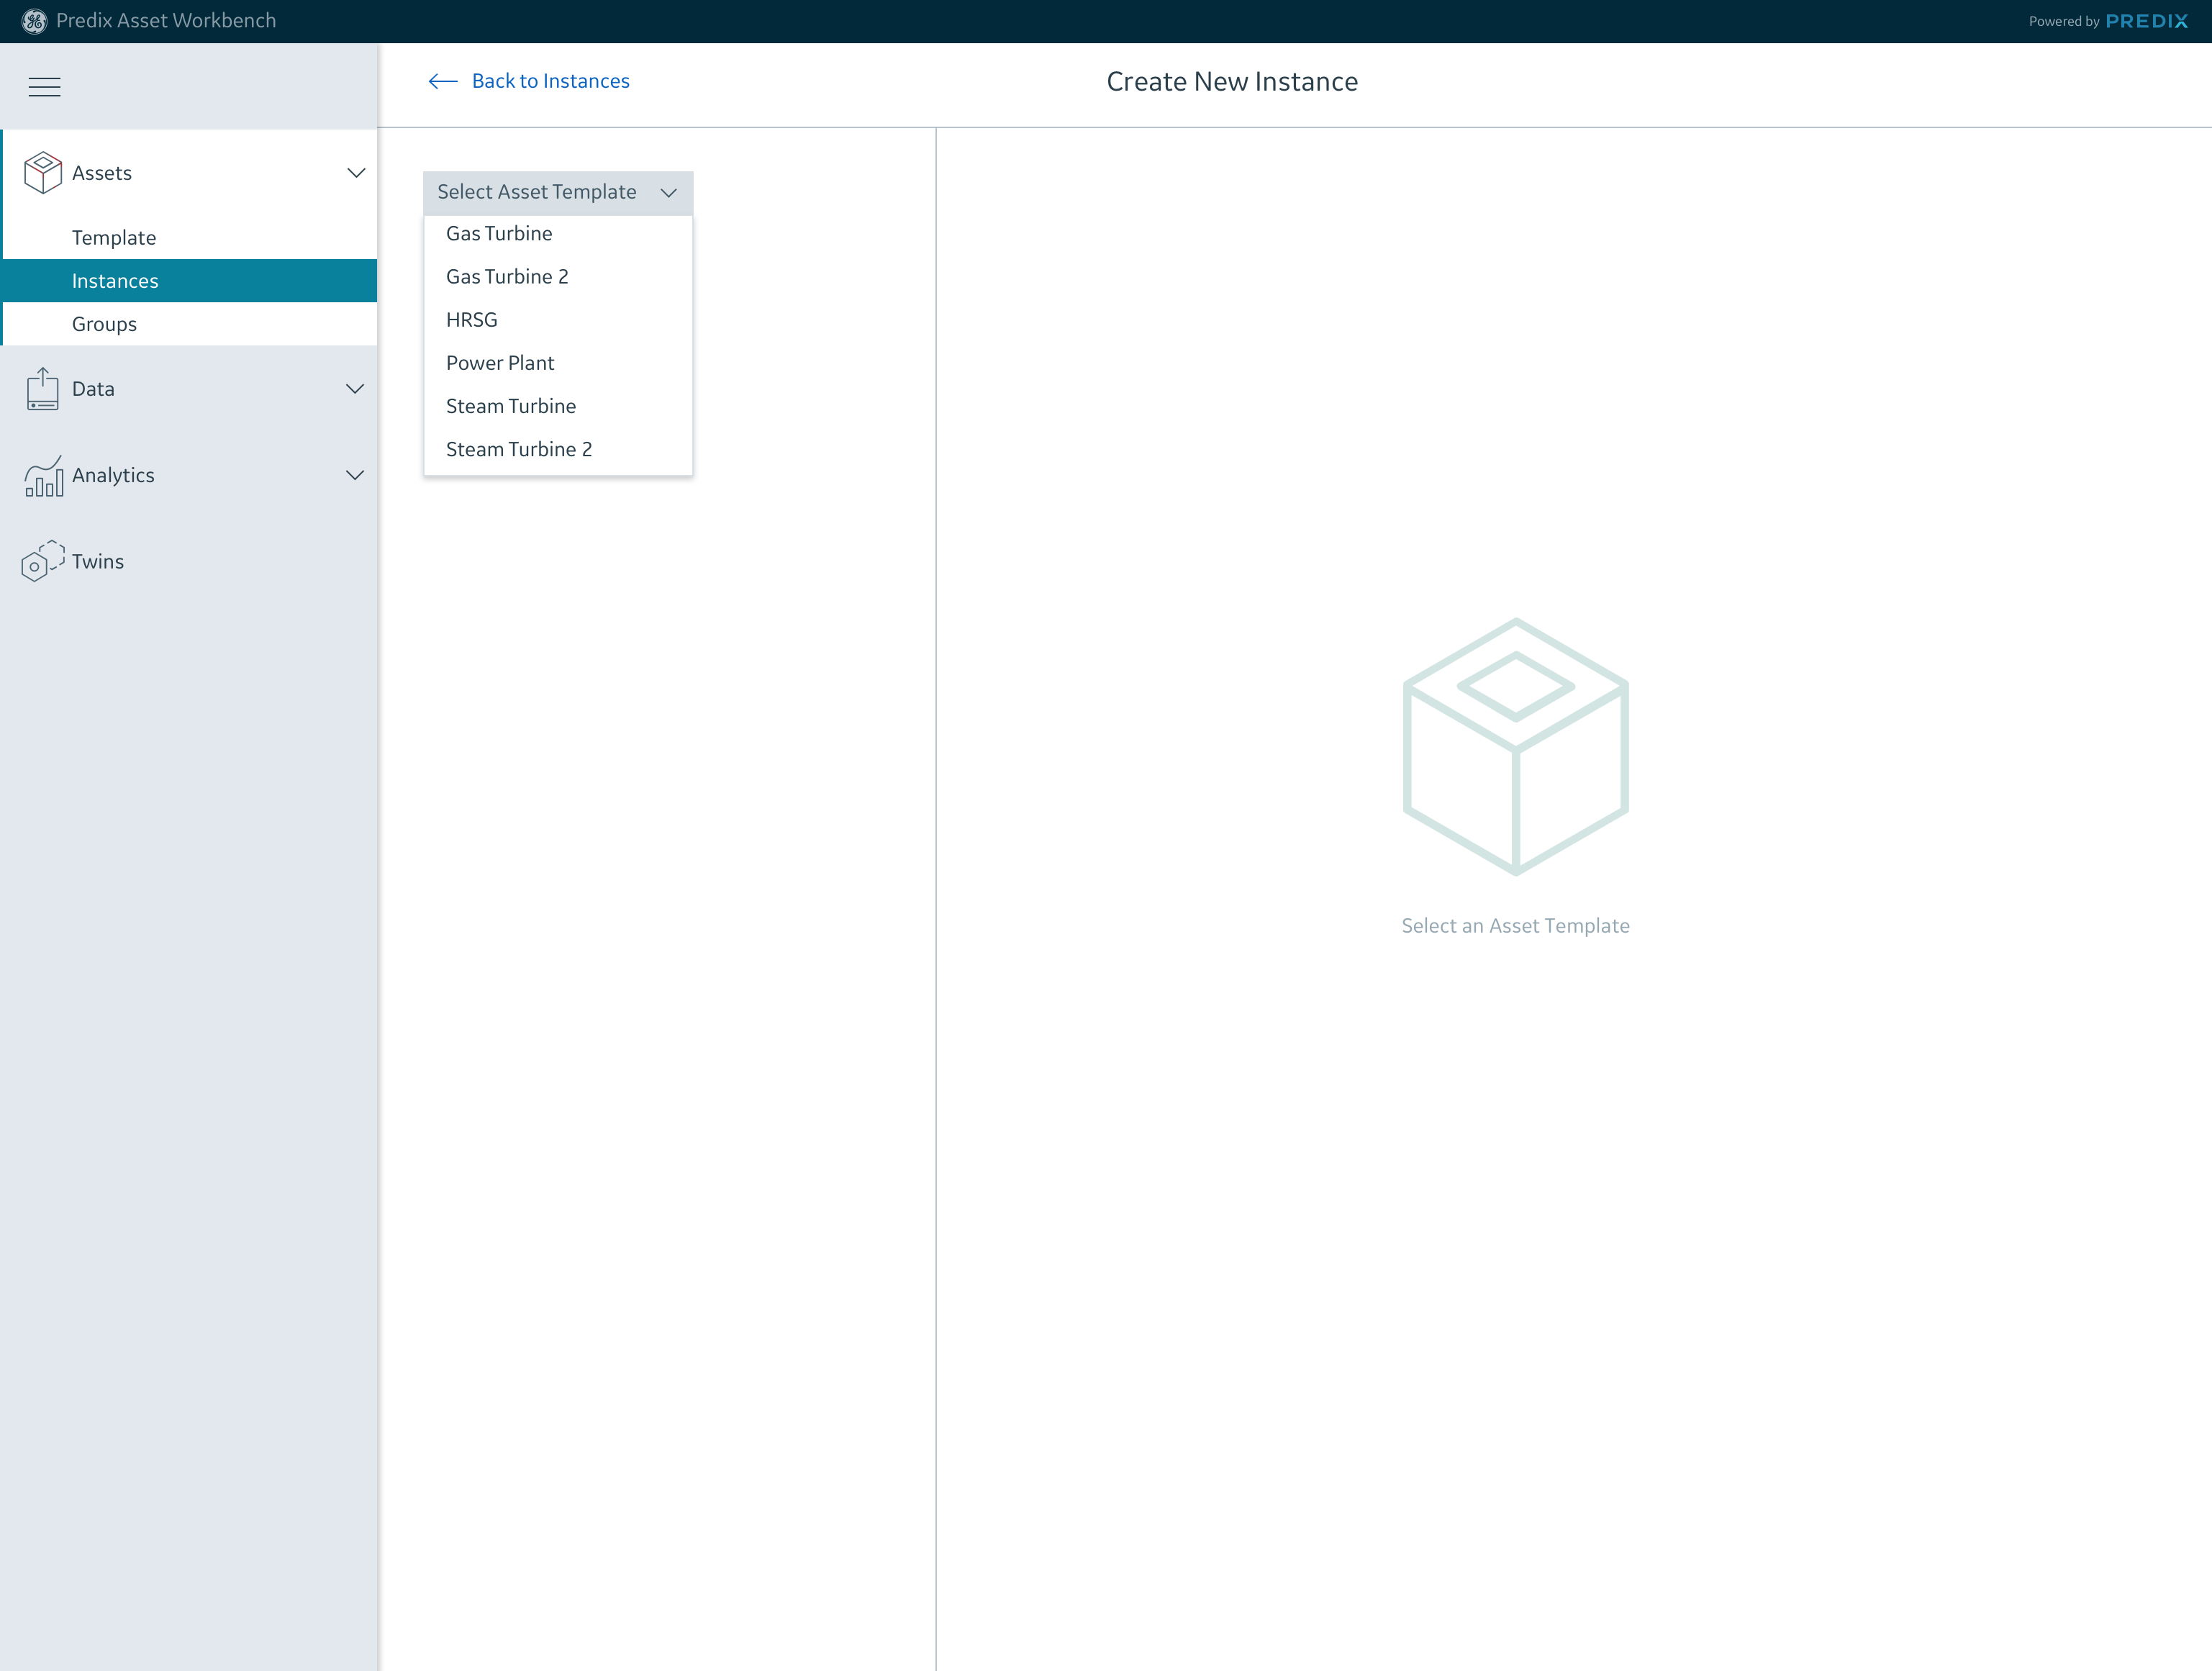 Predix Asset Workbench
Powered by PREDIX
Back to Instances
Create New Instance
Assets
Template
Instances
Groups
Data
Analytics
Twins
Select Asset Template
Gas Turbine
Gas Turbine 2
HRSG
Power Plant
Steam Turbine
Steam Turbine 2
Select an Asset Template